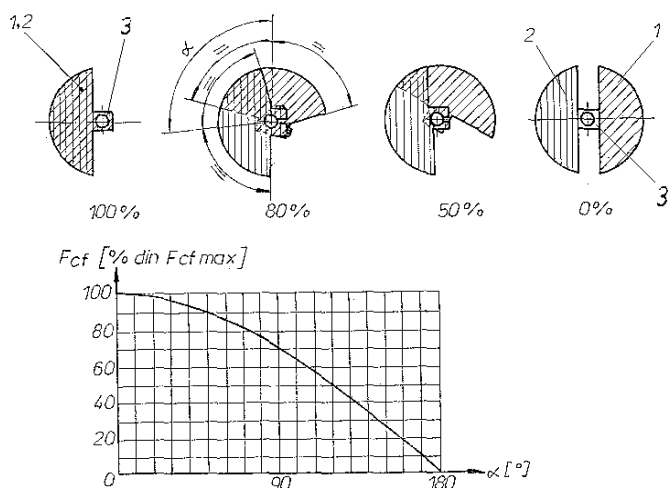 1,2 3 α = = = = 2 1
3
100% 80% 50% 0%
Fcf [% din Fcf max]
100
80
60
40
20
0 90 180 α [°]